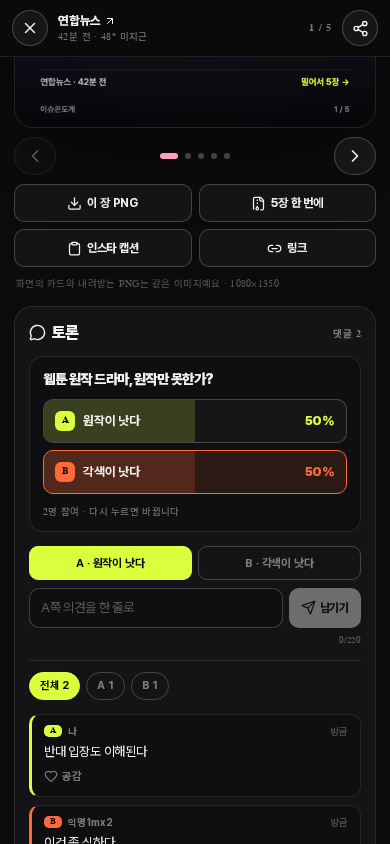 연합뉴스
42분 전 · 48° 미지근
1 / 5
연합뉴스 · 42분 전
밀어서 5장 →
이슈온도계
1 / 5
이 장 PNG
5장 한 번에
인스타 캡션
링크
화면의 카드와 내려받는 PNG는 같은 이미지예요 · 1080×1350
토론
댓글 2
웹툰 원작 드라마, 원작만 못한가?
A 원작이 낫다 50%
B 각색이 낫다 50%
2명 참여 · 다시 누르면 바뀝니다
A · 원작이 낫다
B · 각색이 낫다
A쪽 의견을 한 줄로
남기기
0/220
전체 2
A 1
B 1
A 나 방금
반대 입장도 이해된다
공감
B 익명1mx2 방금